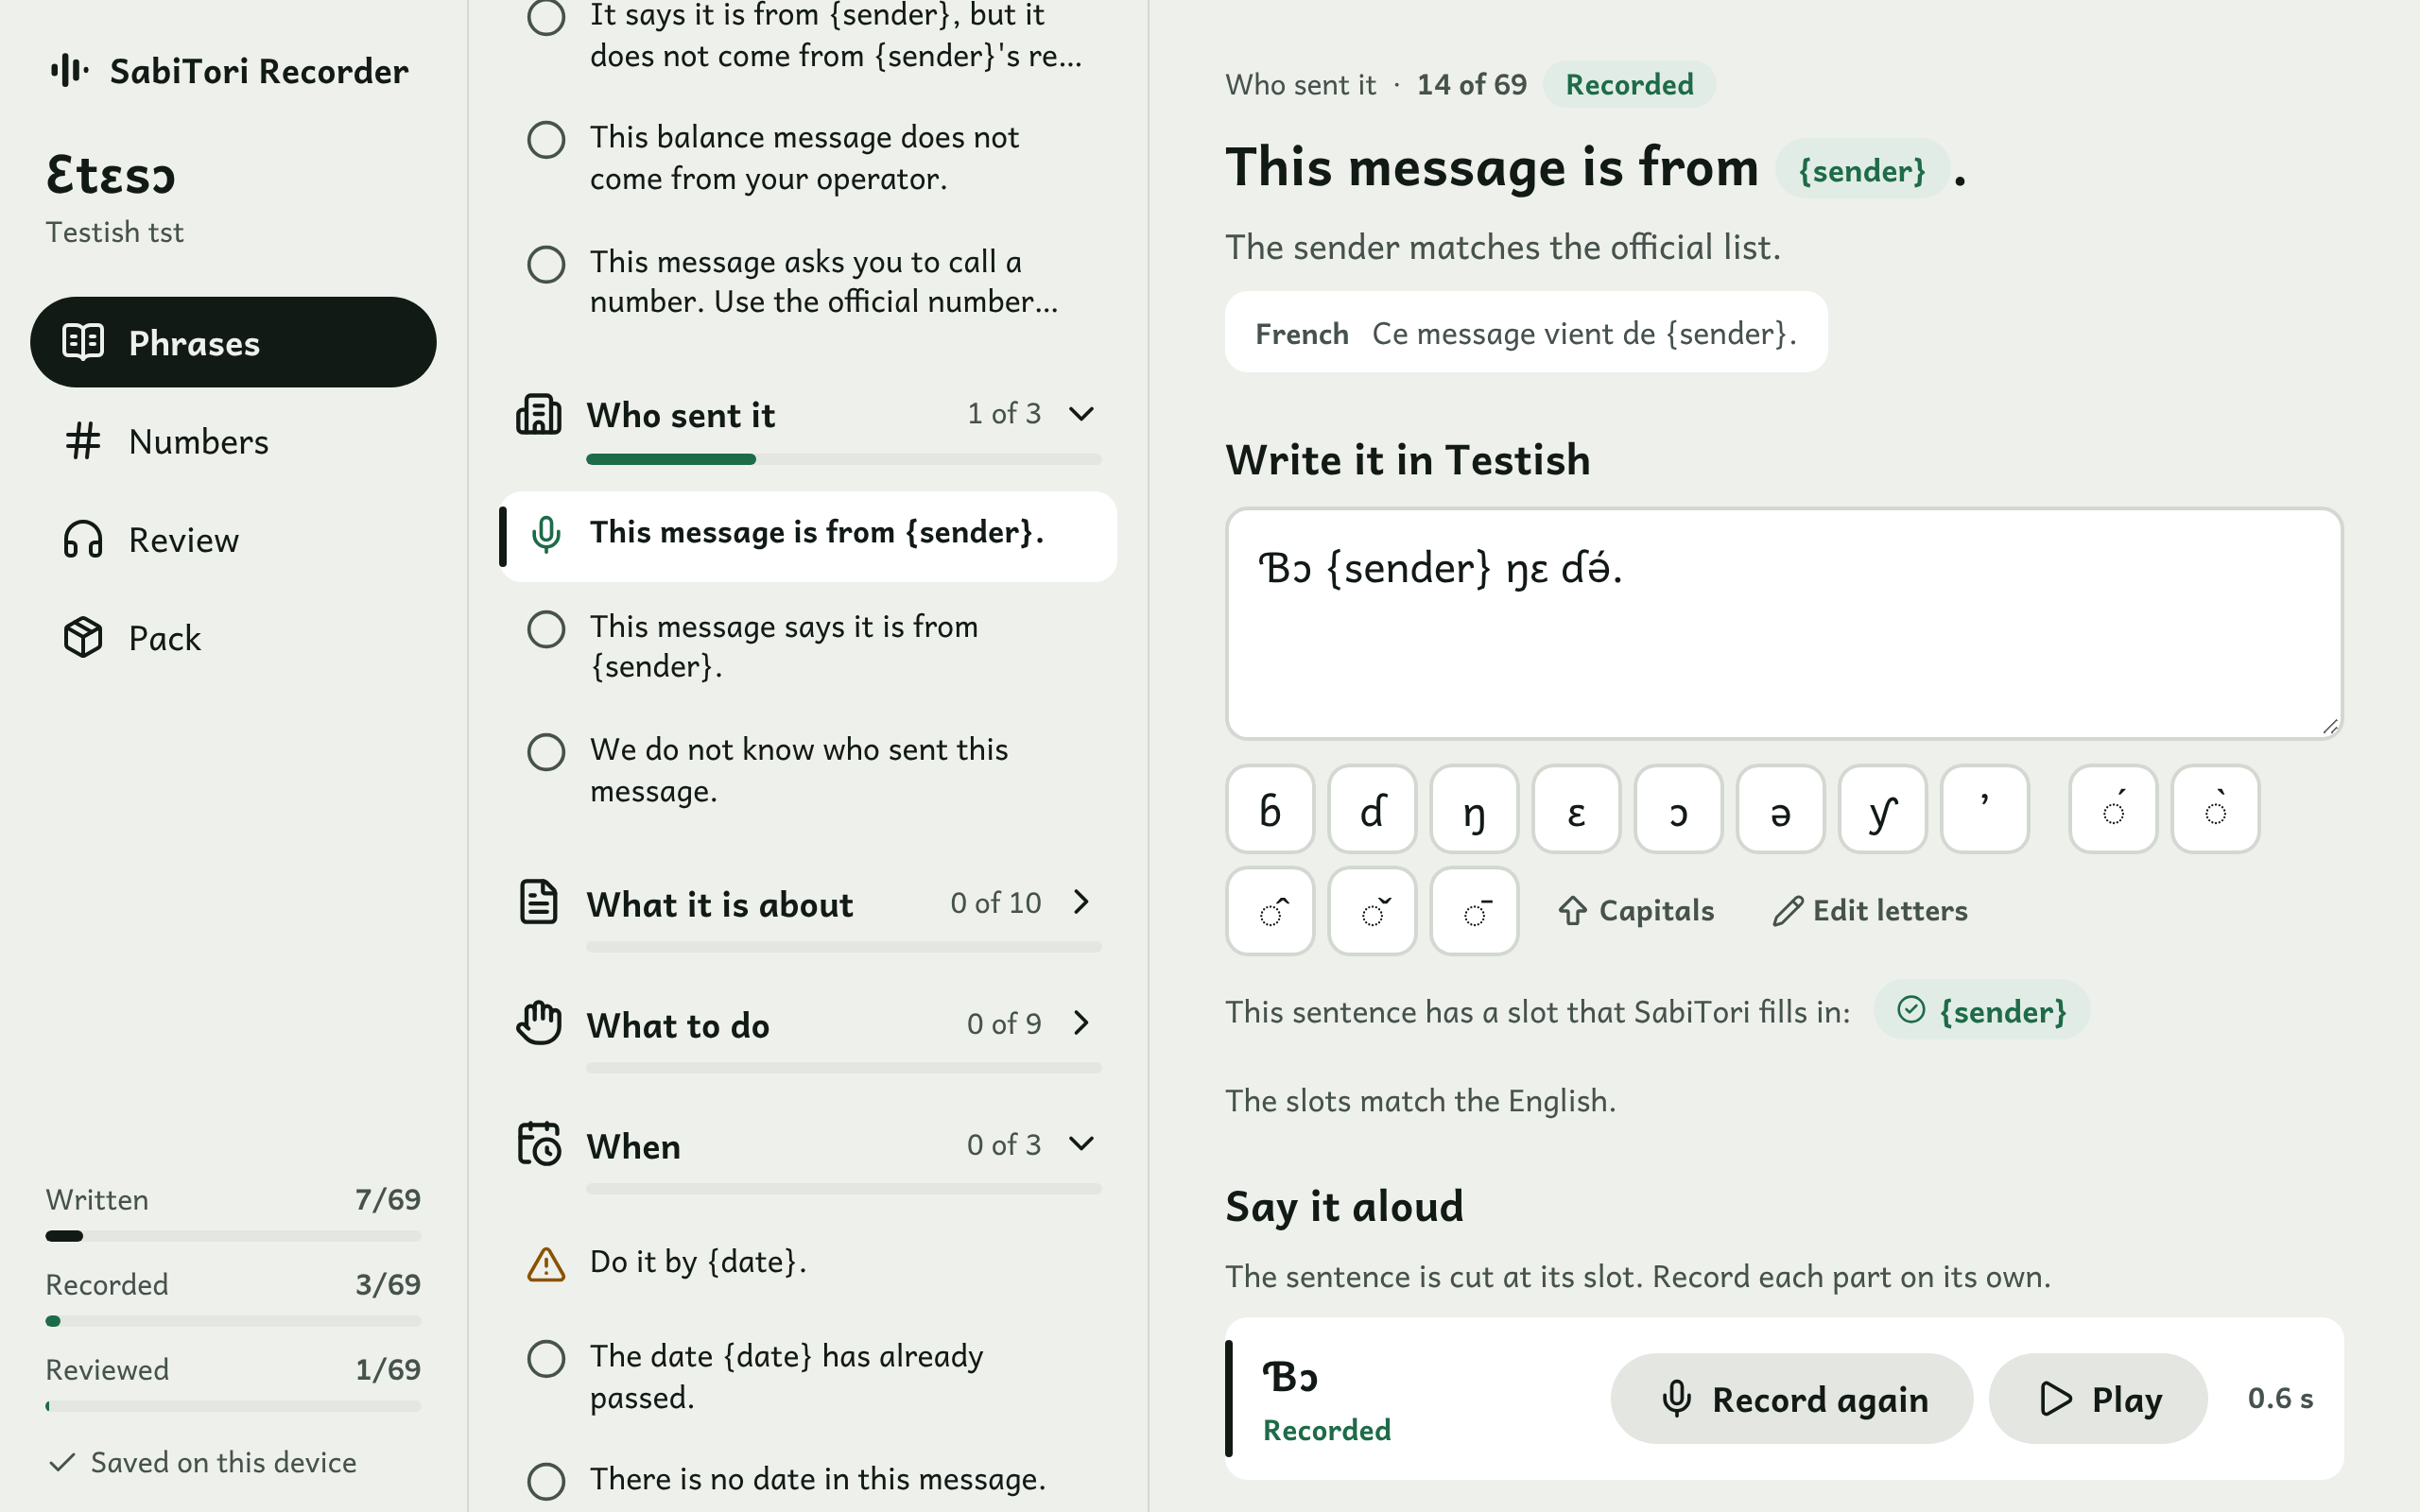 SabiTori Recorder
Ɛtɛsɔ
Testish tst
Phrases
Numbers
Review
Pack
Written 7/69
Recorded 3/69
Reviewed 1/69
Saved on this device
It says it is from {sender}, but it
does not come from {sender}'s re...
This balance message does not
come from your operator.
This message asks you to call a
number. Use the official number...
Who sent it 1 of 3
This message is from {sender}.
This message says it is from
{sender}.
We do not know who sent this
message.
What it is about 0 of 10
What to do 0 of 9
When 0 of 3
Do it by {date}.
The date {date} has already
passed.
There is no date in this message.
Who sent it · 14 of 69 Recorded
This message is from {sender}.
The sender matches the official list.
French Ce message vient de {sender}.
Write it in Testish
Ɓɔ {sender} ŋɛ ɗǝ́.
ɓ ɗ ŋ ɛ ɔ ǝ ƴ ʼ ◌́ ◌̀
◌̂ ◌̌ ◌̄ Capitals Edit letters
This sentence has a slot that SabiTori fills in: {sender}
The slots match the English.
Say it aloud
The sentence is cut at its slot. Record each part on its own.
Ɓɔ
Recorded
Record again Play 0.6 s